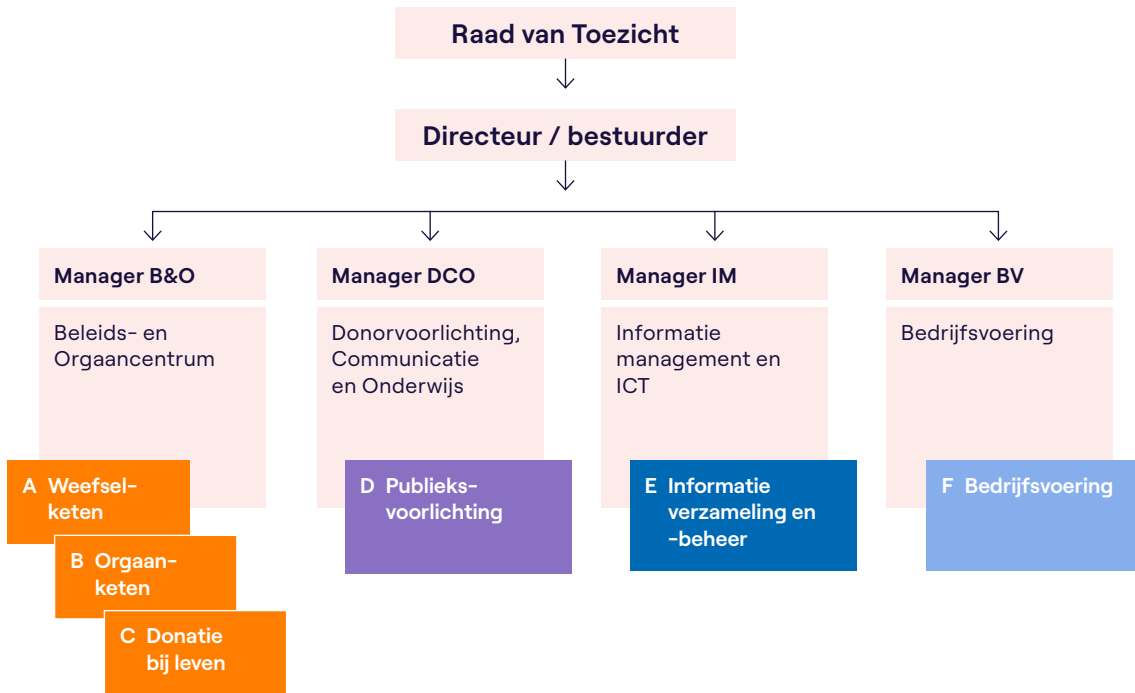 Raad van Toezicht
Directeur / bestuurder
Manager B&O
Beleids- en
Orgaancentrum
A Weefsel-
keten
B Orgaan-
keten
C Donatie
bij leven
Manager DCO
Donorvoorlichting,
Communicatie
en Onderwijs
D Publieks-
voorlichting
Manager IM
Informatie
management en
ICT
E Informatie
verzameling en
-beheer
Manager BV
Bedrijfsvoering
F Bedrijfsvoering